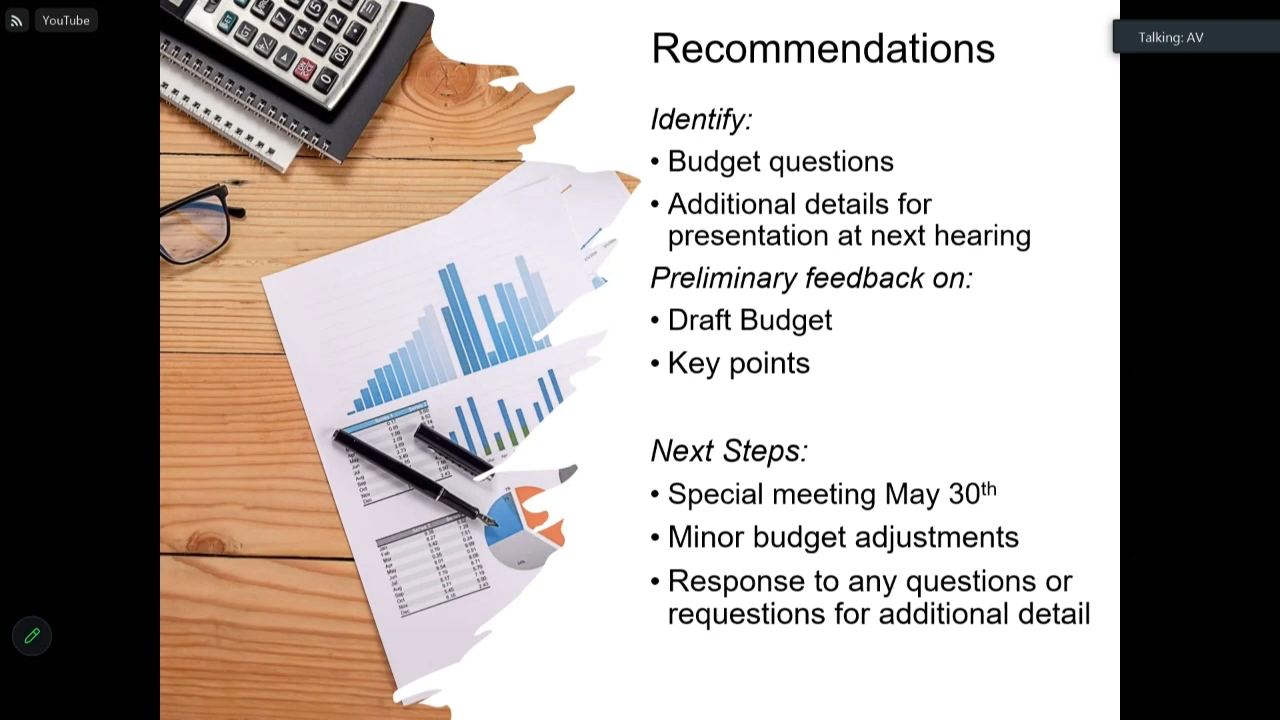 YouTube
Talking: AV
Recommendations
Identify:
• Budget questions
• Additional details for
presentation at next hearing
Preliminary feedback on:
• Draft Budget
• Key points
Next Steps:
• Special meeting May 30th
• Minor budget adjustments
• Response to any questions or
requestions for additional detail